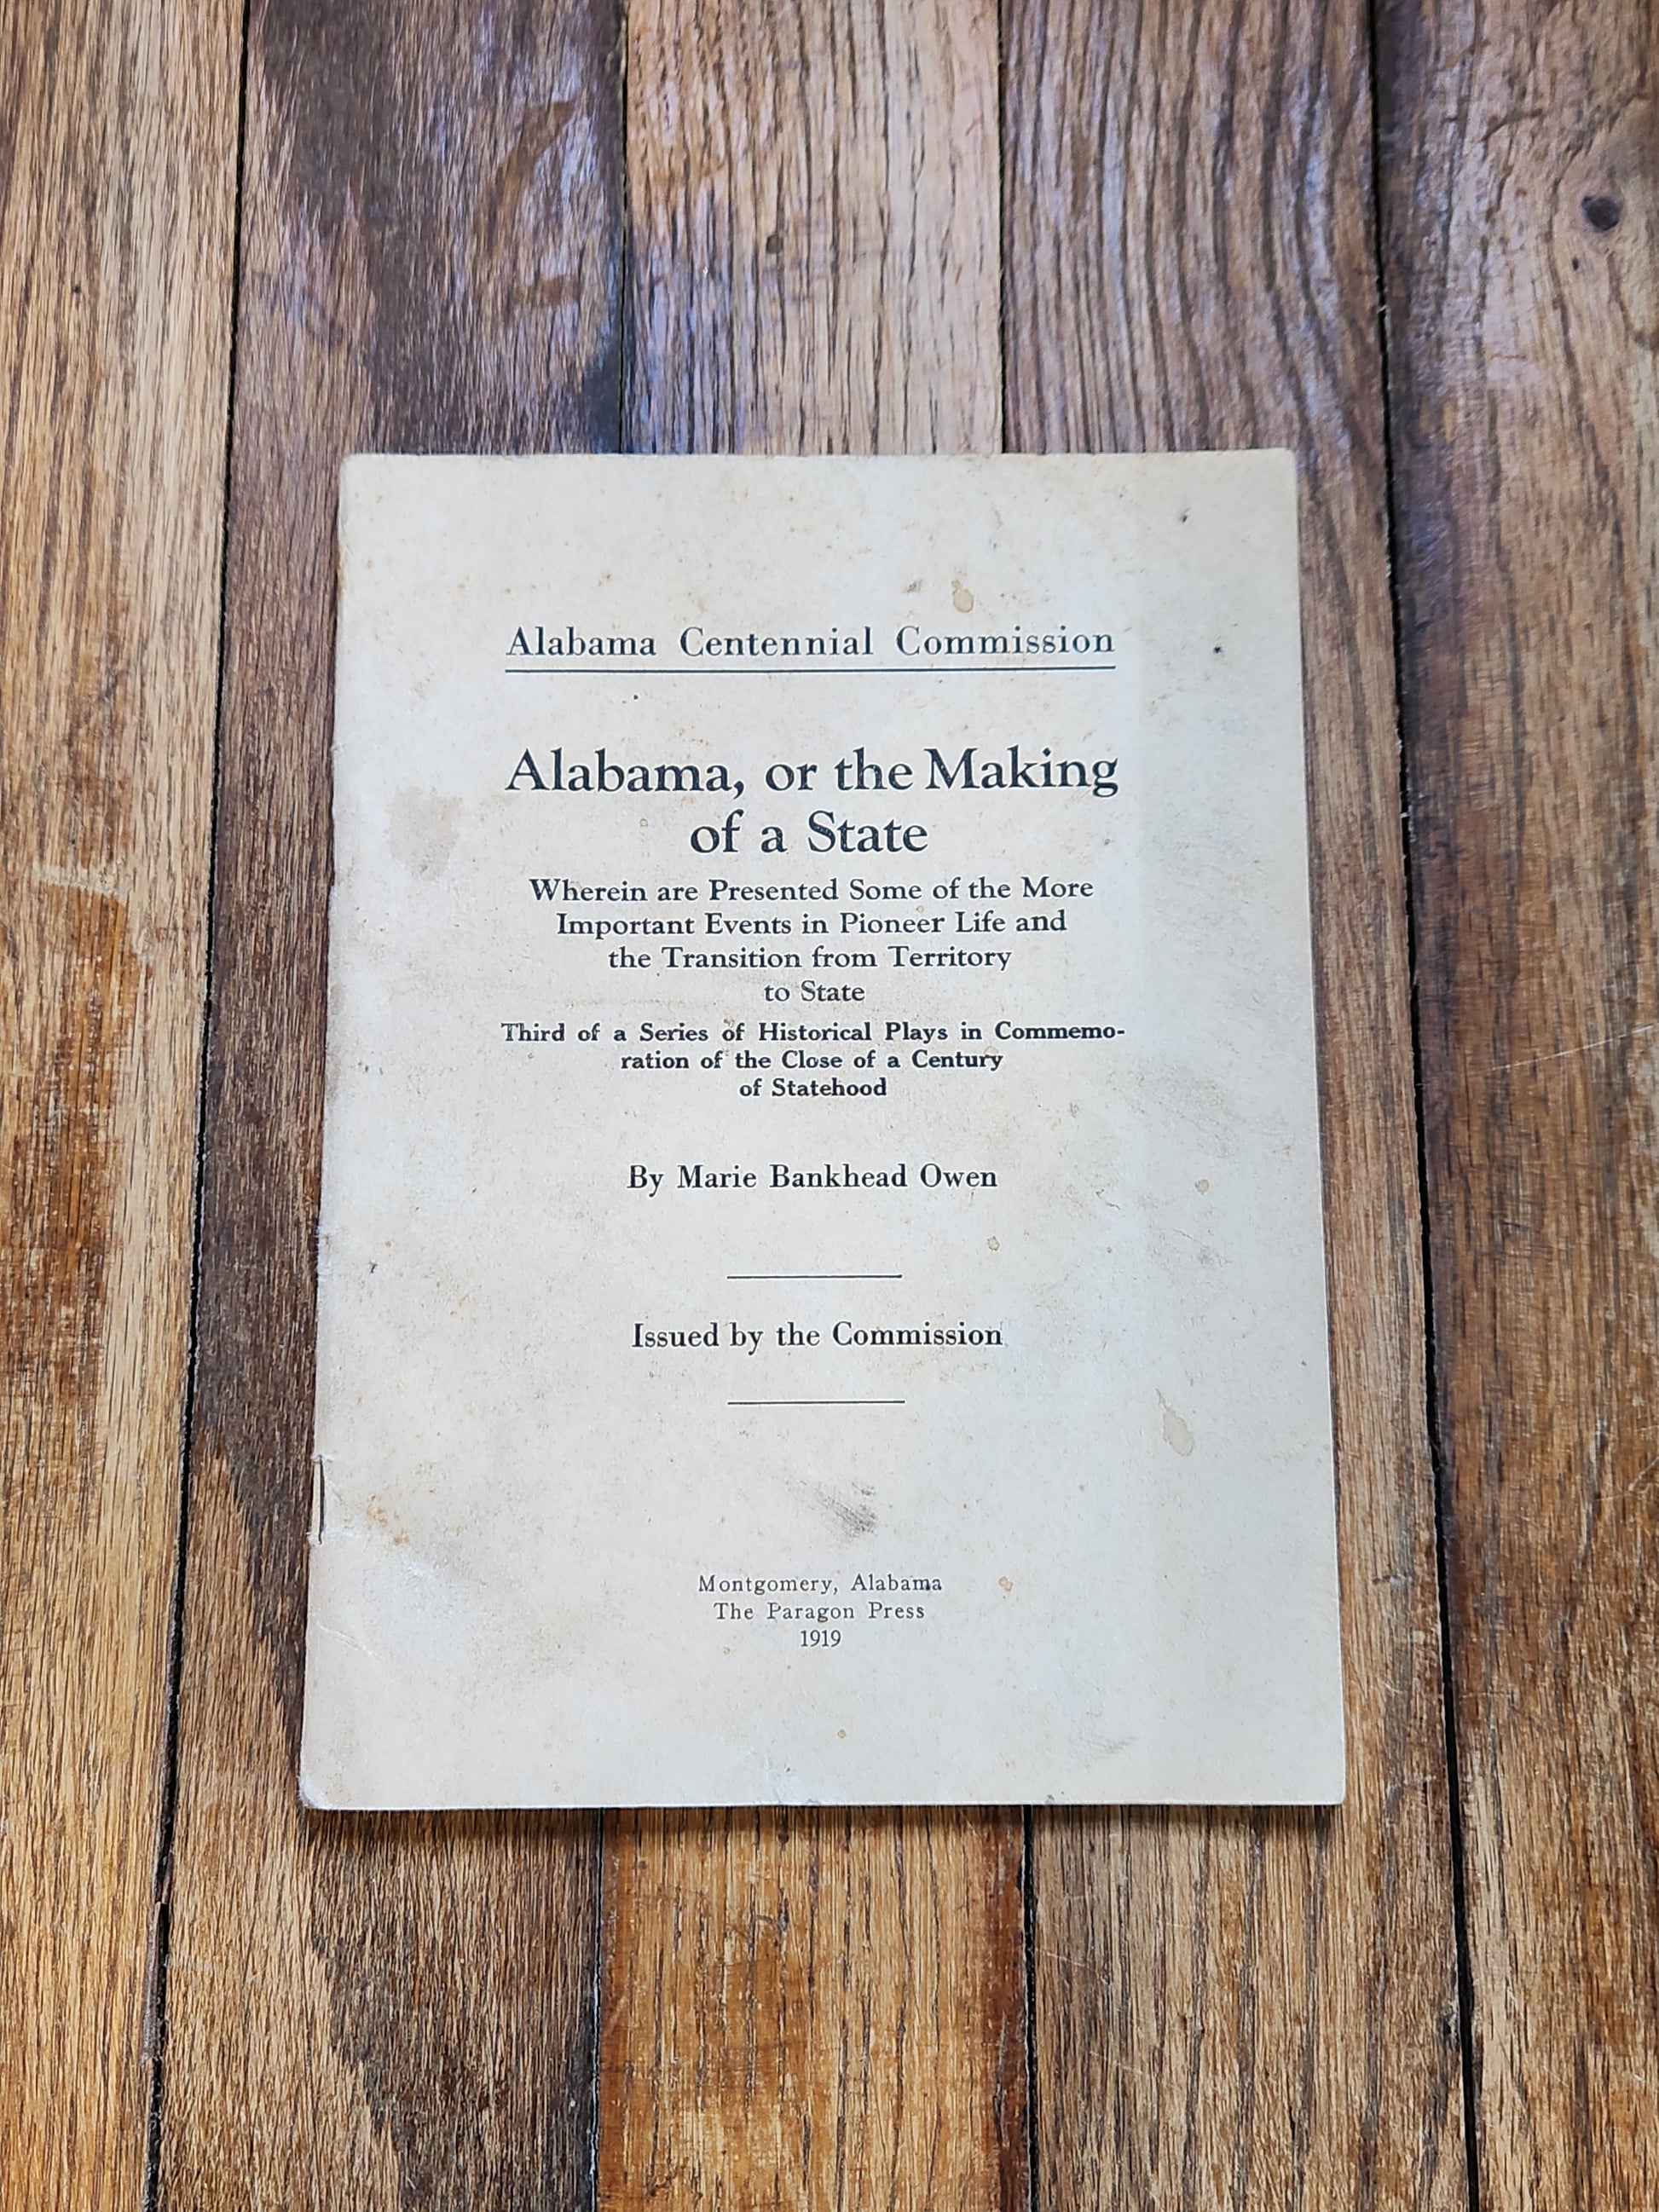 Alabama Centennial Commission
Alabama, or the Making
of a State
Wherein are Presented Some of the More
Important Events in Pioneer Life and
the Transition from Territory
to State
Third of a Series of Historical Plays in Commemo-
ration of the Close of a Century
of Statehood
By Marie Bankhead Owen
Issued by the Commission
Montgomery, Alabama
The Paragon Press
1919